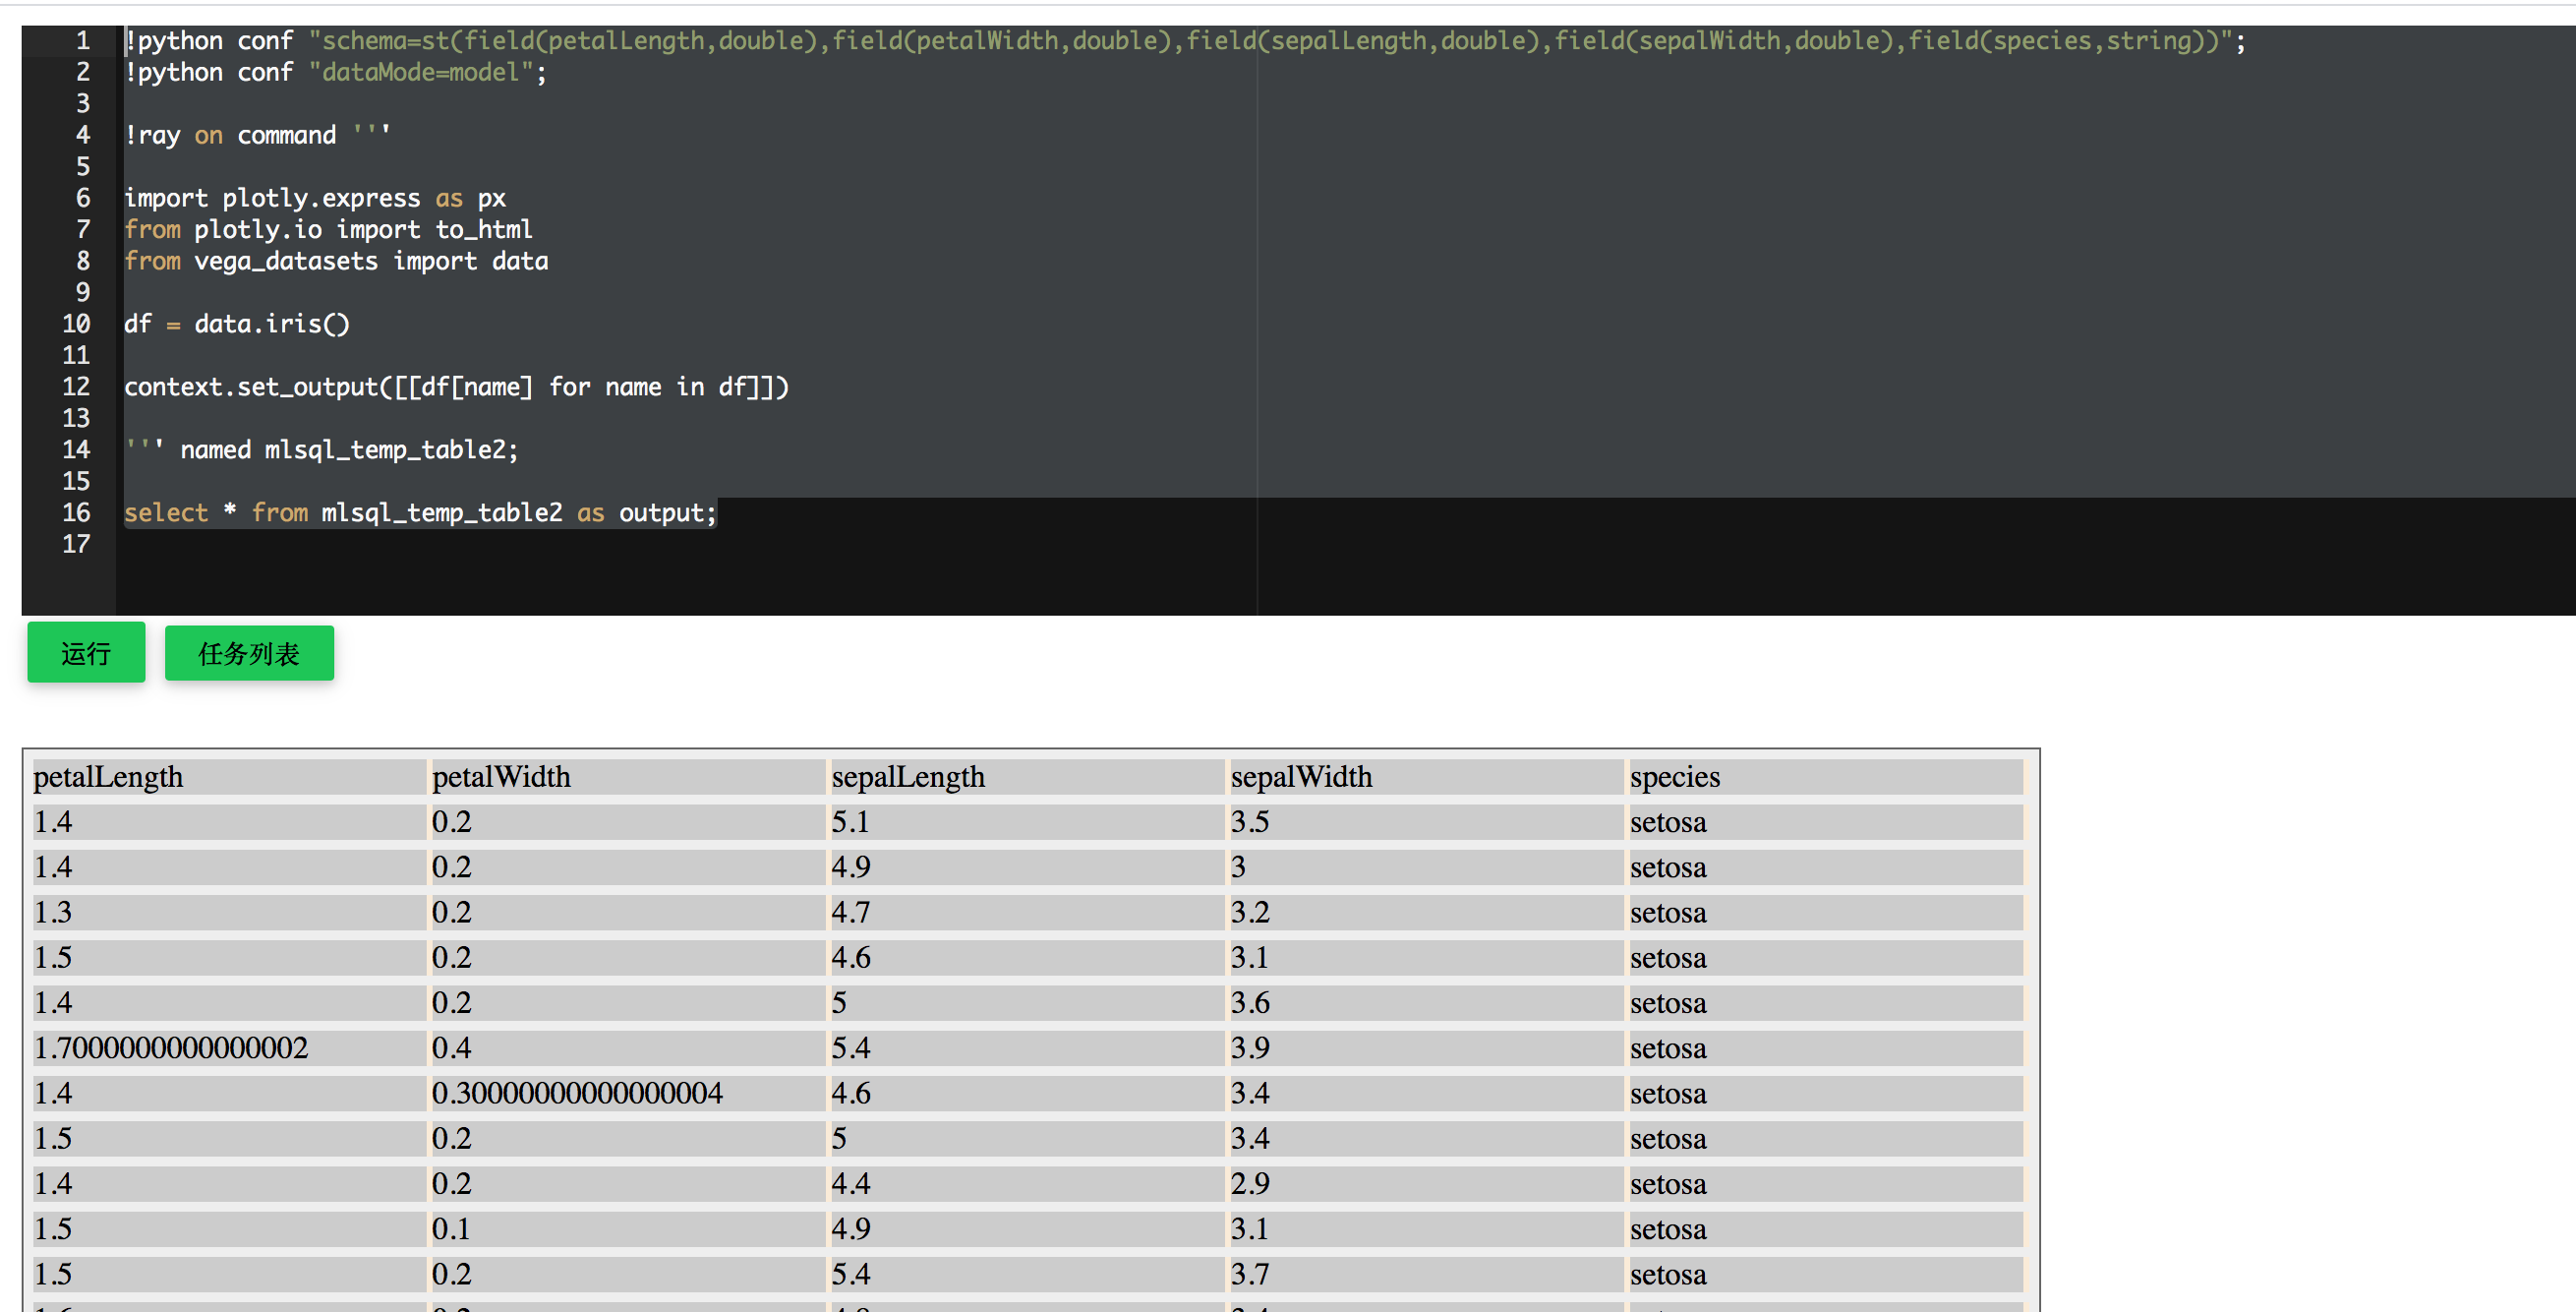 1 !python conf "schema=st(field(petalLength,double),field(petalWidth,double),field(sepalLength,double),field(sepalWidth,double),field(species,string))";
2 !python conf "dataMode=model";
3
4 !ray on command '''
5
6 import plotly.express as px
7 from plotly.io import to_html
8 from vega_datasets import data
9
10 df = data.iris()
11
12 context.set_output([[df[name] for name in df]])
13
14 ''' named mlsql_temp_table2;
15
16 select * from mlsql_temp_table2 as output;
17
运行 任务列表
petalLength petalWidth sepalLength sepalWidth species
1.4 0.2 5.1 3.5 setosa
1.4 0.2 4.9 3 setosa
1.3 0.2 4.7 3.2 setosa
1.5 0.2 4.6 3.1 setosa
1.4 0.2 5 3.6 setosa
1.7000000000000002 0.4 5.4 3.9 setosa
1.4 0.30000000000000004 4.6 3.4 setosa
1.5 0.2 5 3.4 setosa
1.4 0.2 4.4 2.9 setosa
1.5 0.1 4.9 3.1 setosa
1.5 0.2 5.4 3.7 setosa